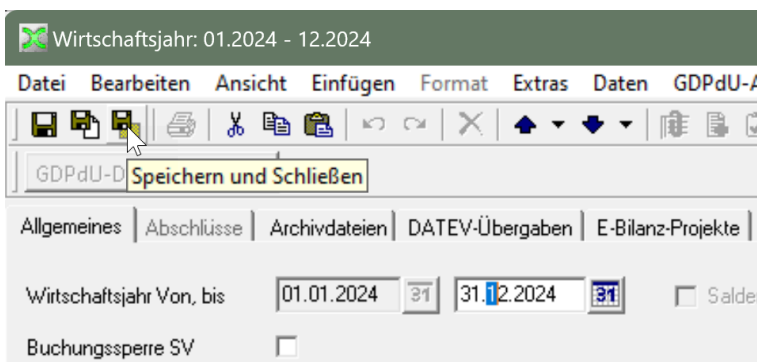 Wirtschaftsjahr: 01.2024 - 12.2024
Datei Bearbeiten Ansicht Einfügen Format Extras Daten GDPdU-A
GDPdU-D
Speichern und Schließen
Allgemeines Abschlüsse Archivdateien DATEV-Übergaben E-Bilanz-Projekte
Wirtschaftsjahr Von, bis 01.01.2024 31 31.12.2024 31 Salde
Buchungssperre SV